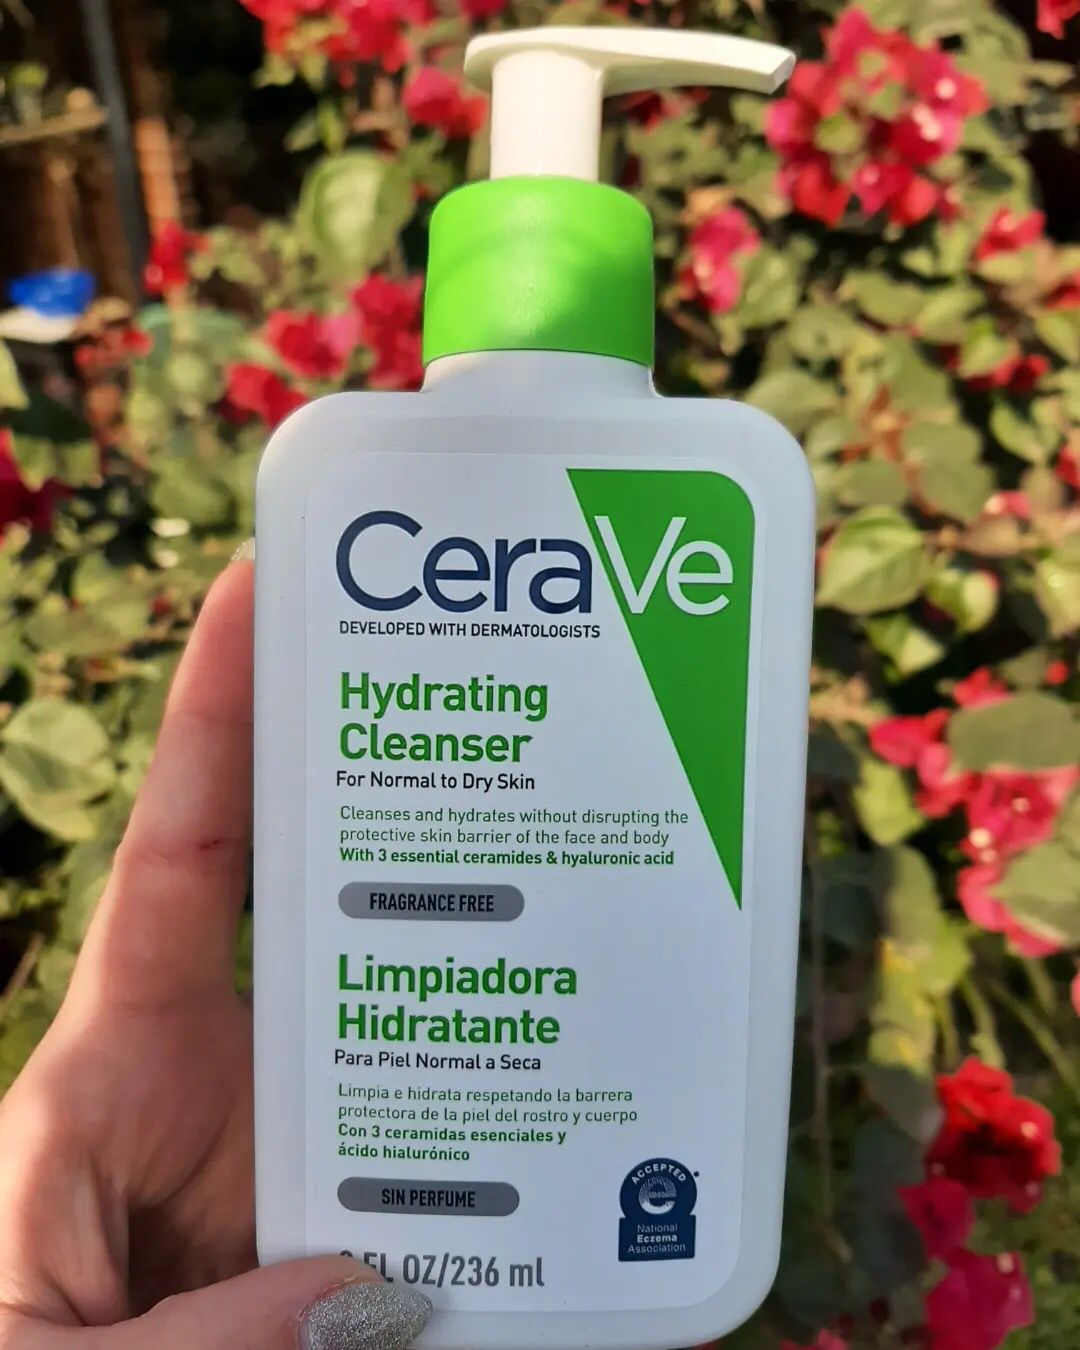 CeraVe
DEVELOPED WITH DERMATOLOGISTS
Hydrating
Cleanser
For Normal to Dry Skin
Cleanses and hydrates without disrupting the
protective skin barrier of the face and body
With 3 essential ceramides & hyaluronic acid
FRAGRANCE FREE
Limpiadora
Hidratante
Para Piel Normal a Seca
Limpia e hidrata respetando la barrera
protectora de la piel del rostro y cuerpo
Con 3 ceramidas esenciales y
ácido hialurónico
SIN PERFUME
ACCEPTED
National
Eczema
Association
FL OZ/236 ml